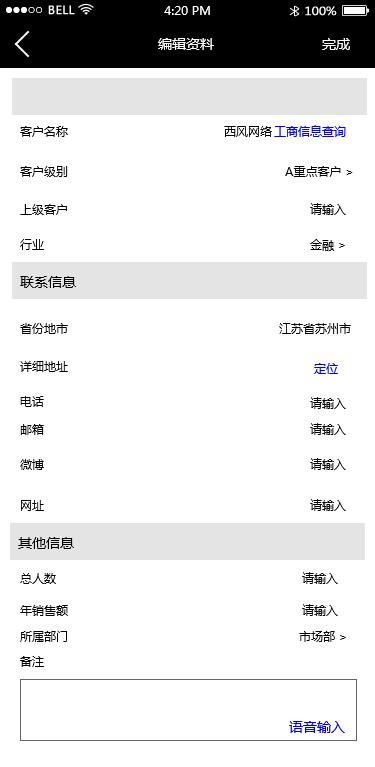 BELL 4:20 PM 100%
编辑资料 完成
客户名称 西风网络 工商信息查询
客户级别 A重点客户 >
上级客户 请输入
行业 金融 >
联系信息
省份地市 江苏省苏州市
详细地址 定位
电话 请输入
邮箱 请输入
微博 请输入
网址 请输入
其他信息
总人数 请输入
年销售额 请输入
所属部门 市场部 >
备注
语音输入